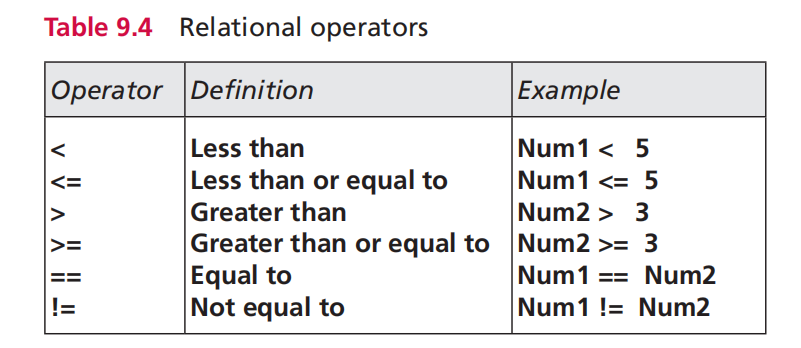 Table 9.4 Relational operators
Operator Definition Example
< Less than Num1 < 5
<= Less than or equal to Num1 <= 5
> Greater than Num2 > 3
>= Greater than or equal to Num2 >= 3
== Equal to Num1 == Num2
!= Not equal to Num1 != Num2